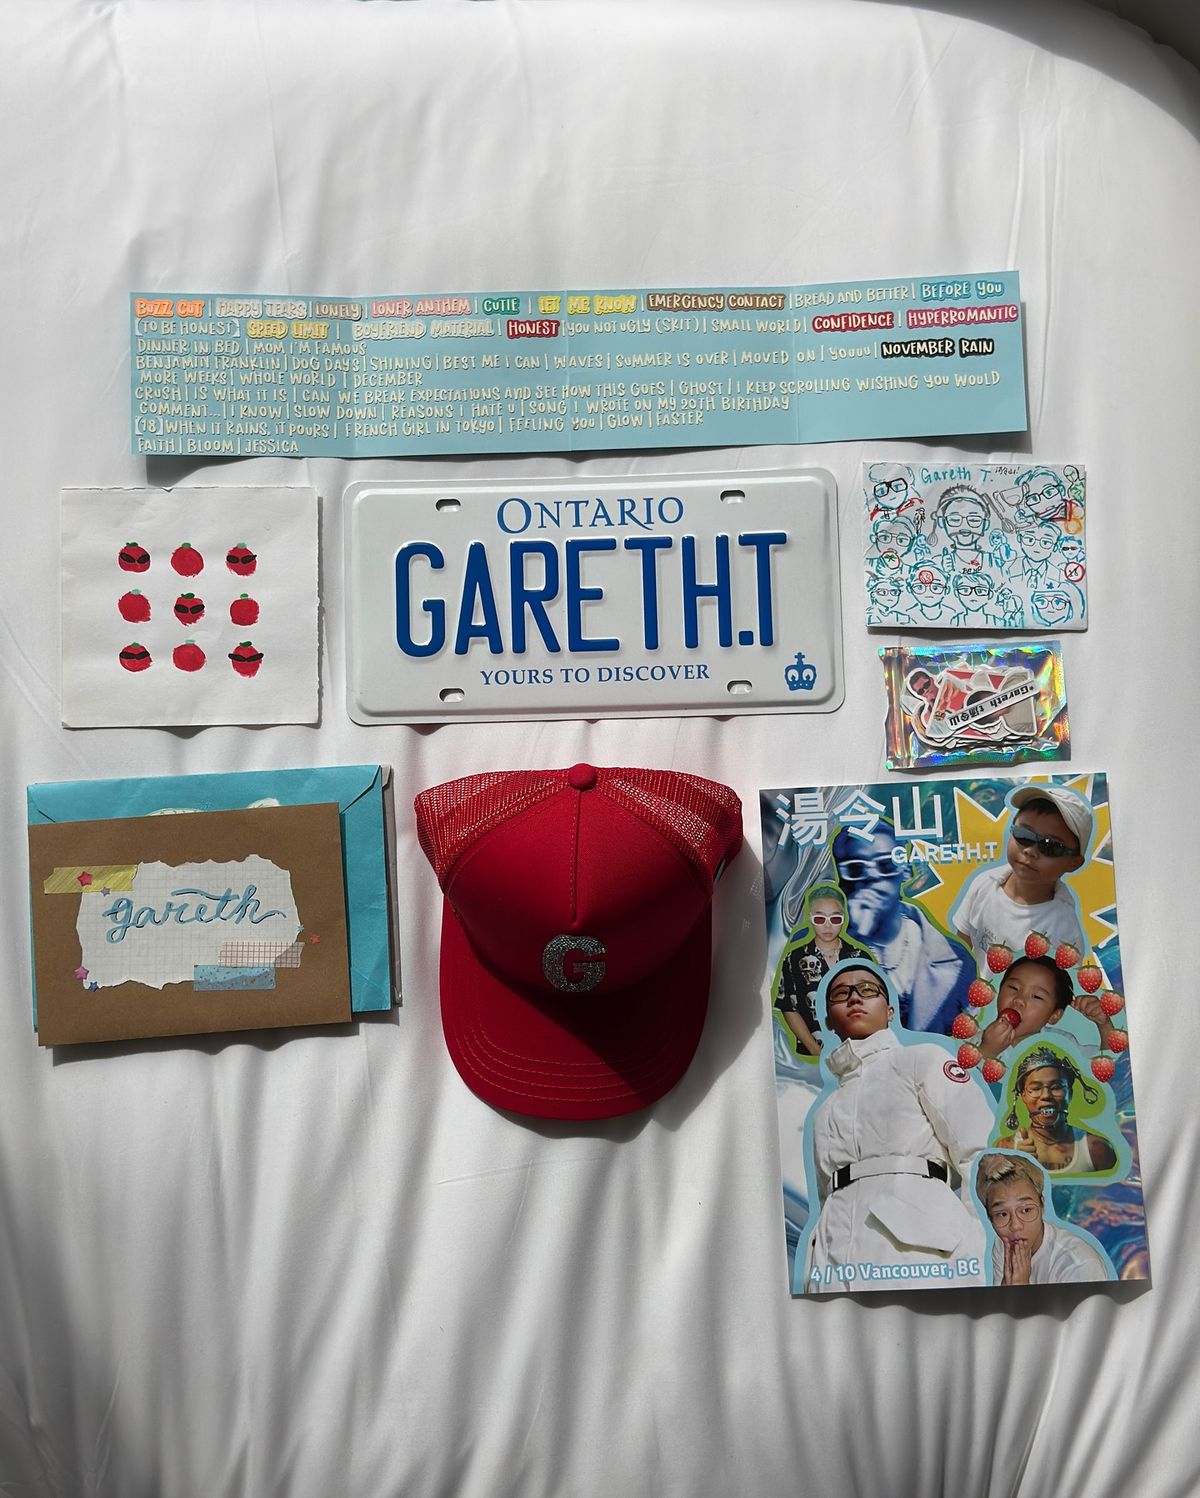 BUZZ CUT | HAPPY TEARS | LONELY | LONER ANTHEM | CUTIE | LET ME KNOW | EMERGENCY CONTACT | BREAD AND BETTER | BEFORE YOU
(TO BE HONEST) SPEED LIMIT | BOYFRIEND MATERIAL | HONEST | YOU NOT UGLY (SKIT) | SMALL WORLD | CONFIDENCE | HYPERROMANTIC
DINNER IN BED | MOM I'M FAMOUS
BENJAMIN FRANKLIN | DOG DAYS | SHINING | BEST ME I CAN | WAVES | SUMMER IS OVER | MOVED ON | YOUUU | NOVEMBER RAIN
MORE WEEKS | WHOLE WORLD | DECEMBER
CRUSH | IS WHAT IT IS | CAN WE BREAK EXPECTATIONS AND SEE HOW THIS GOES | GHOST | I KEEP SCROLLING WISHING YOU WOULD
COMMENT... | I KNOW | SLOW DOWN | REASONS I HATE U | SONG I WROTE ON MY 20TH BIRTHDAY
(18) WHEN IT RAINS, IT POURS | FRENCH GIRL IN TOKYO | FEELING YOU | GLOW | FASTER
FAITH | BLOOM | JESSICA
ONTARIO
GARETH.T
YOURS TO DISCOVER
Gareth T.
Gareth t湯令山
gareth
G
湯令山
GARETH.T
4/10 Vancouver, BC